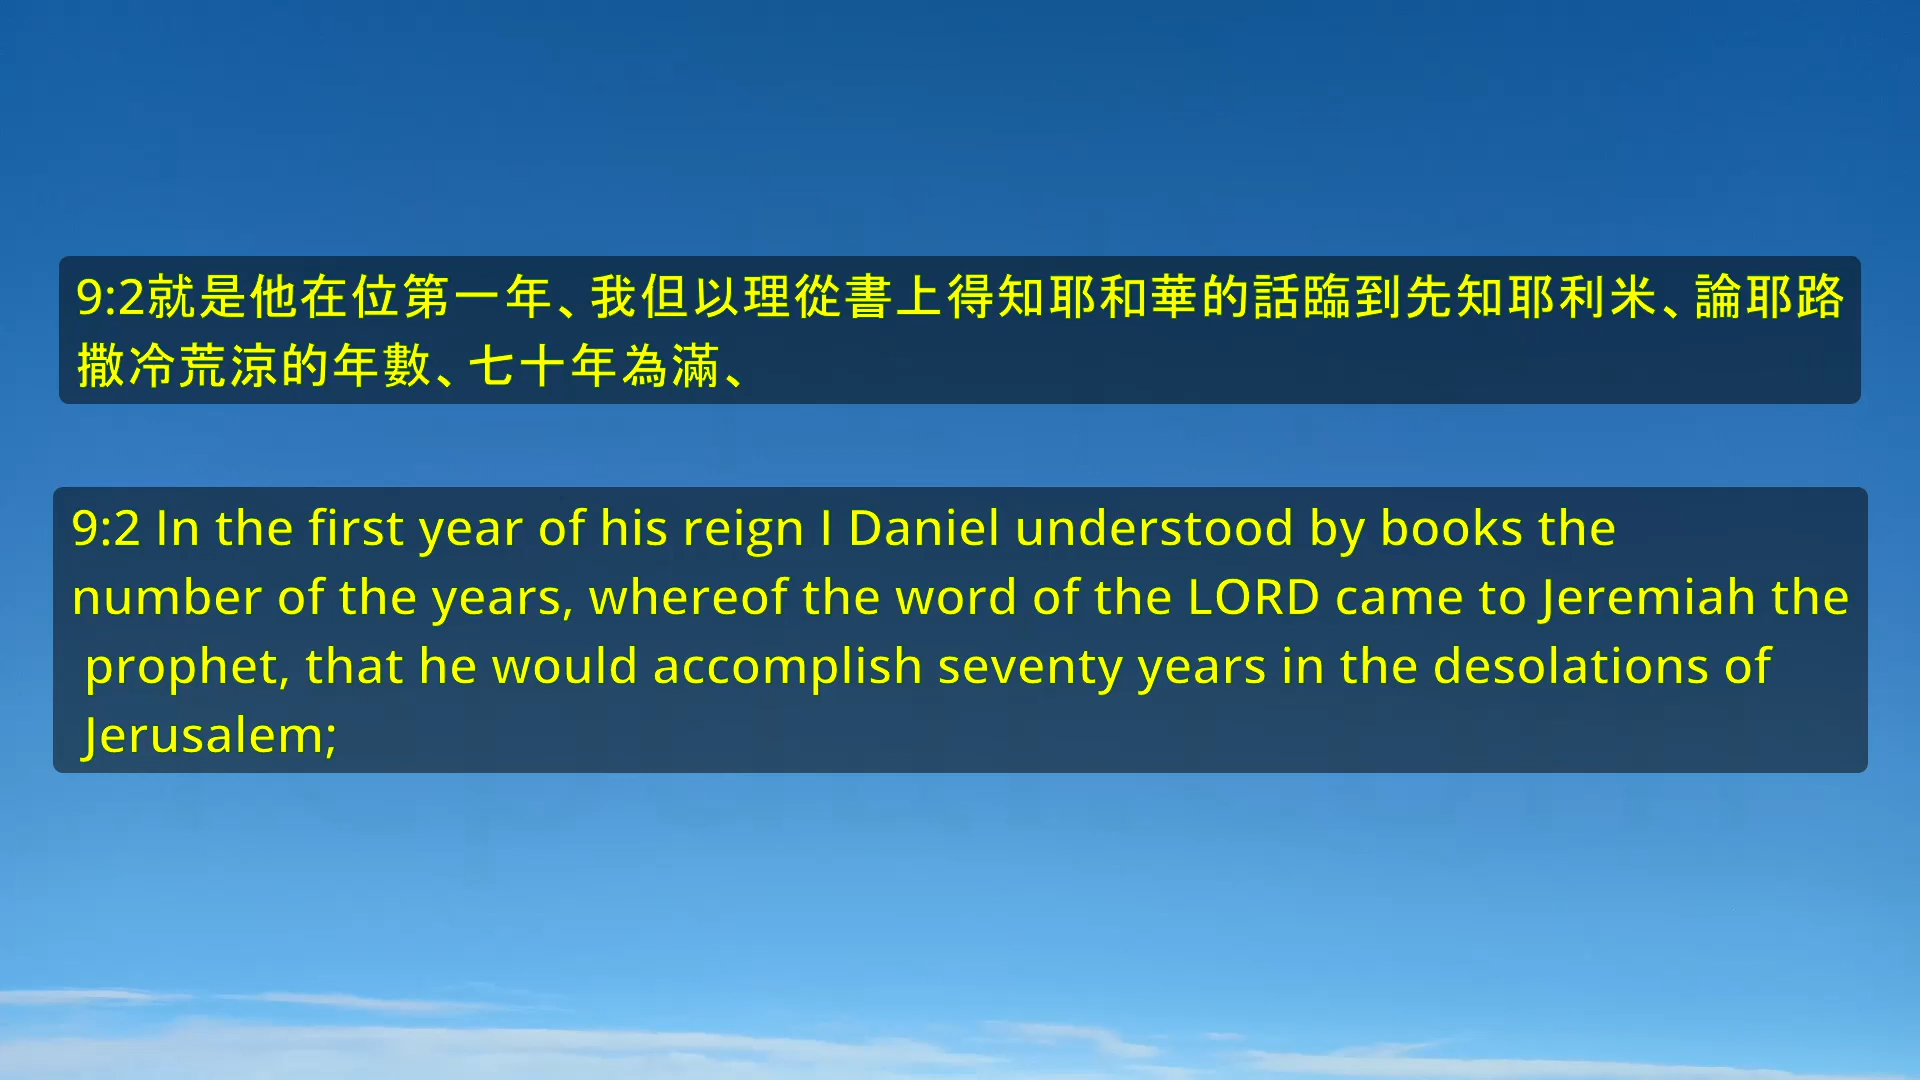 9:2就是他在位第一年、我但以理從書上得知耶和華的話臨到先知耶利米、論耶路
撒冷荒涼的年數、七十年為滿、
9:2 In the first year of his reign I Daniel understood by books the
number of the years, whereof the word of the LORD came to Jeremiah the
prophet, that he would accomplish seventy years in the desolations of
Jerusalem;